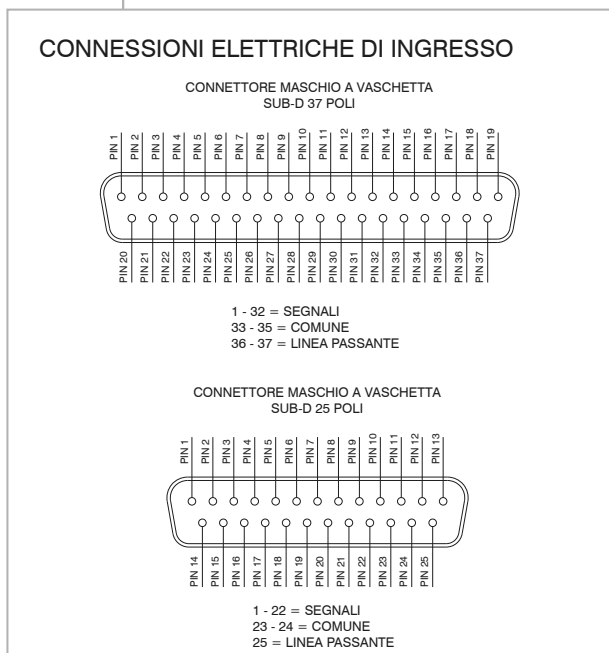 CONNESSIONI ELETTRICHE DI INGRESSO
CONNETTORE MASCHIO A VASCHETTA
SUB-D 37 POLI
PIN 1 PIN 2 PIN 3 PIN 4 PIN 5 PIN 6 PIN 7 PIN 8 PIN 9 PIN 10 PIN 11 PIN 12 PIN 13 PIN 14 PIN 15 PIN 16 PIN 17 PIN 18 PIN 19
PIN 20 PIN 21 PIN 22 PIN 23 PIN 24 PIN 25 PIN 26 PIN 27 PIN 28 PIN 29 PIN 30 PIN 31 PIN 32 PIN 33 PIN 34 PIN 35 PIN 36 PIN 37
1 - 32 = SEGNALI
33 - 35 = COMUNE
36 - 37 = LINEA PASSANTE
CONNETTORE MASCHIO A VASCHETTA
SUB-D 25 POLI
PIN 1 PIN 2 PIN 3 PIN 4 PIN 5 PIN 6 PIN 7 PIN 8 PIN 9 PIN 10 PIN 11 PIN 12 PIN 13
PIN 14 PIN 15 PIN 16 PIN 17 PIN 18 PIN 19 PIN 20 PIN 21 PIN 22 PIN 23 PIN 24 PIN 25
1 - 22 = SEGNALI
23 - 24 = COMUNE
25 = LINEA PASSANTE